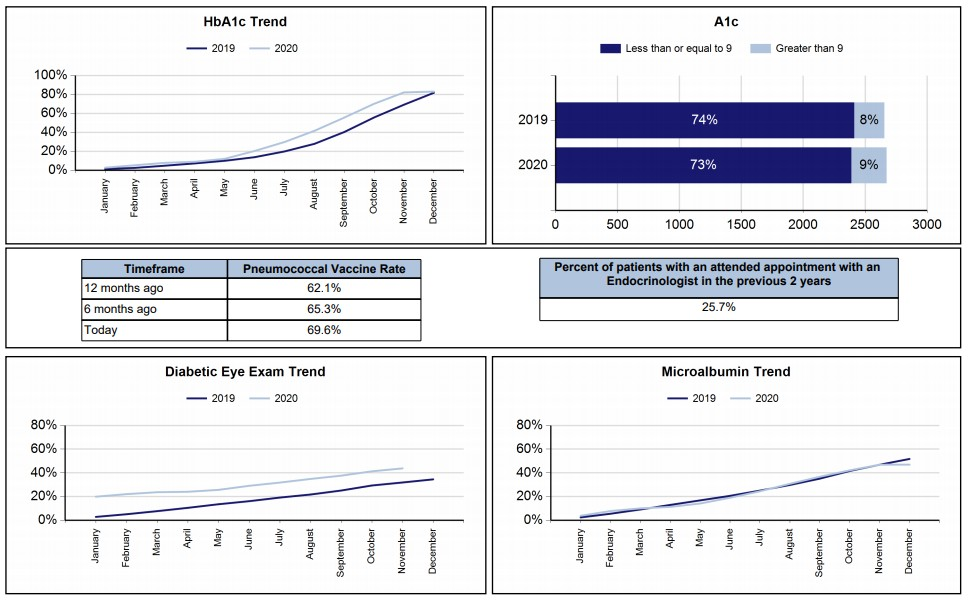 HbA1c Trend
2019 2020
100%
80%
60%
40%
20%
0%
January February March April May June July August September October November December
A1c
Less than or equal to 9 Greater than 9
2019 74% 8%
2020 73% 9%
0 500 1000 1500 2000 2500 3000
Timeframe Pneumococcal Vaccine Rate
12 months ago 62.1%
6 months ago 65.3%
Today 69.6%
Percent of patients with an attended appointment with an
Endocrinologist in the previous 2 years
25.7%
Diabetic Eye Exam Trend
2019 2020
80%
60%
40%
20%
0%
January February March April May June July August September October November December
Microalbumin Trend
2019 2020
80%
60%
40%
20%
0%
January February March April May June July August September October November December